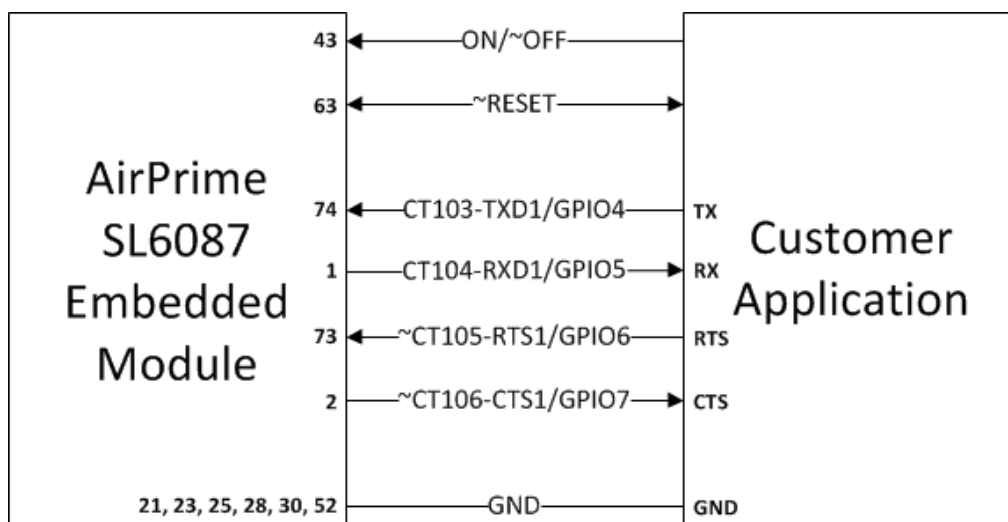 43 ON/~OFF
63 ~RESET
AirPrime
SL6087
Embedded
Module
74 CT103-TXD1/GPIO4 TX
1 CT104-RXD1/GPIO5 RX
73 ~CT105-RTS1/GPIO6 RTS
2 ~CT106-CTS1/GPIO7 CTS
Customer
Application
21, 23, 25, 28, 30, 52 GND GND